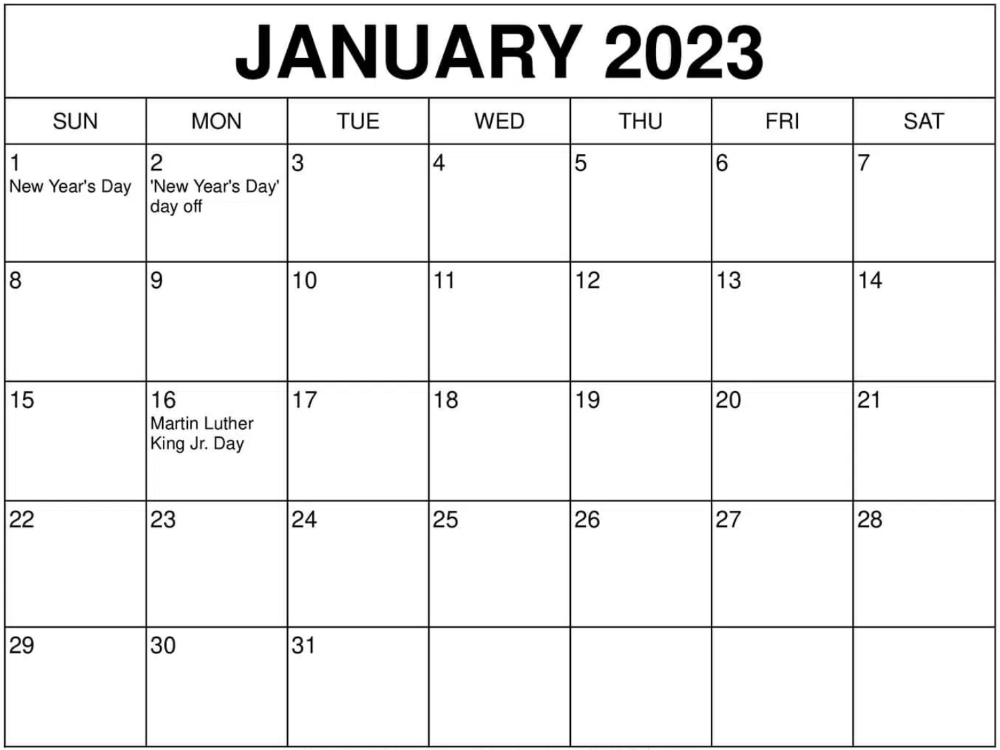 JANUARY 2023
SUN MON TUE WED THU FRI SAT
1 2 3 4 5 6 7
New Year's Day 'New Year's Day'
day off
8 9 10 11 12 13 14
15 16 17 18 19 20 21
Martin Luther
King Jr. Day
22 23 24 25 26 27 28
29 30 31